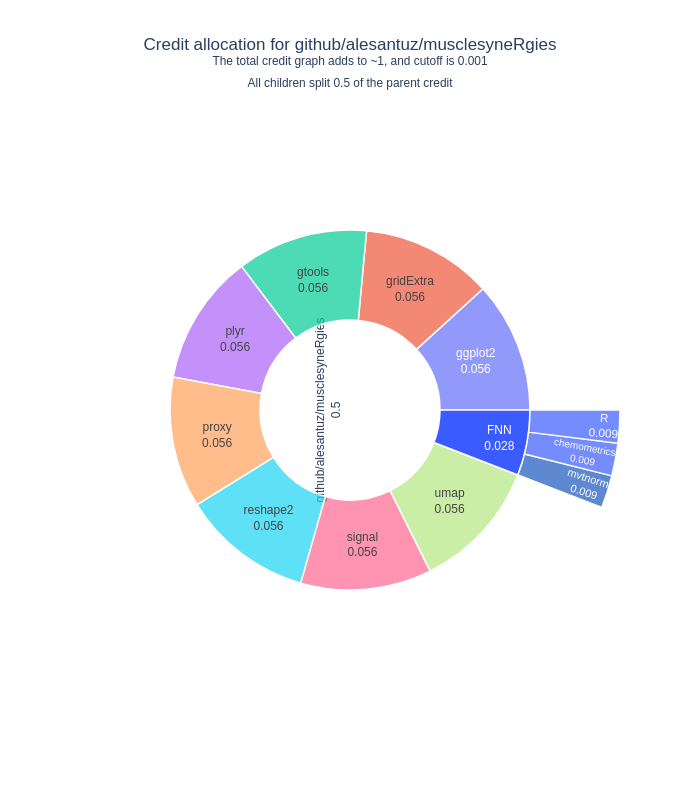 Credit allocation for github/alesantuz/musclesyneRgies
The total credit graph adds to ~1, and cutoff is 0.001
All children split 0.5 of the parent credit
gtools
0.056
gridExtra
0.056
plyr
0.056
ggplot2
0.056
github/alesantuz/musclesyneRgies
0.5
R
0.009
FNN
0.028
chemometrics
0.009
mvtnorm
0.009
proxy
0.056
umap
0.056
reshape2
0.056
signal
0.056